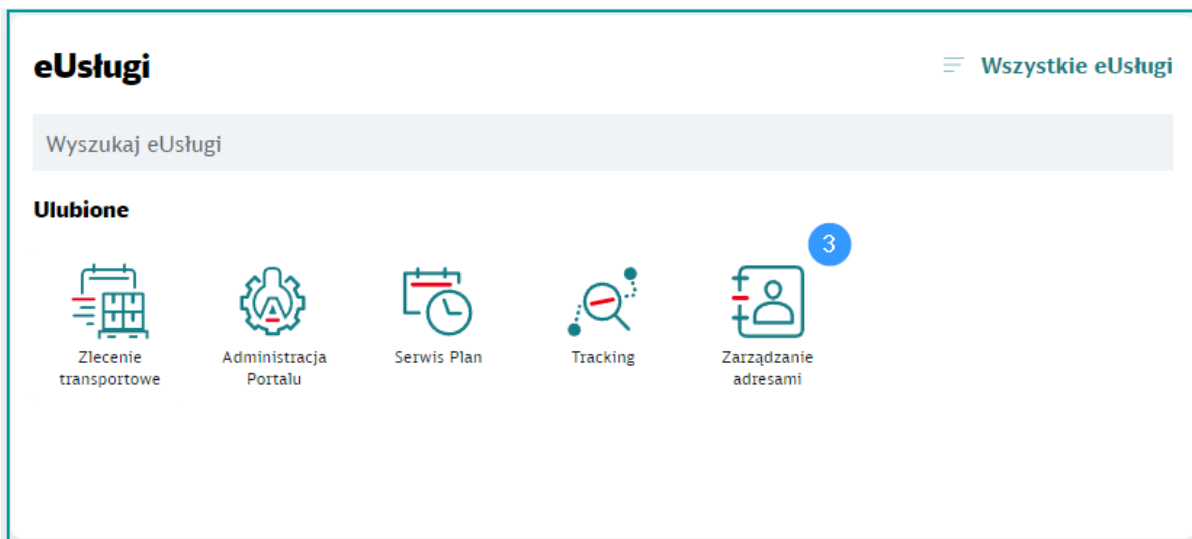 eUsługi
Wszystkie eUsługi
Wyszukaj eUsługi
Ulubione
3
Zlecenie
transportowe
Administracja
Portalu
Serwis Plan
Tracking
Zarządzanie
adresami